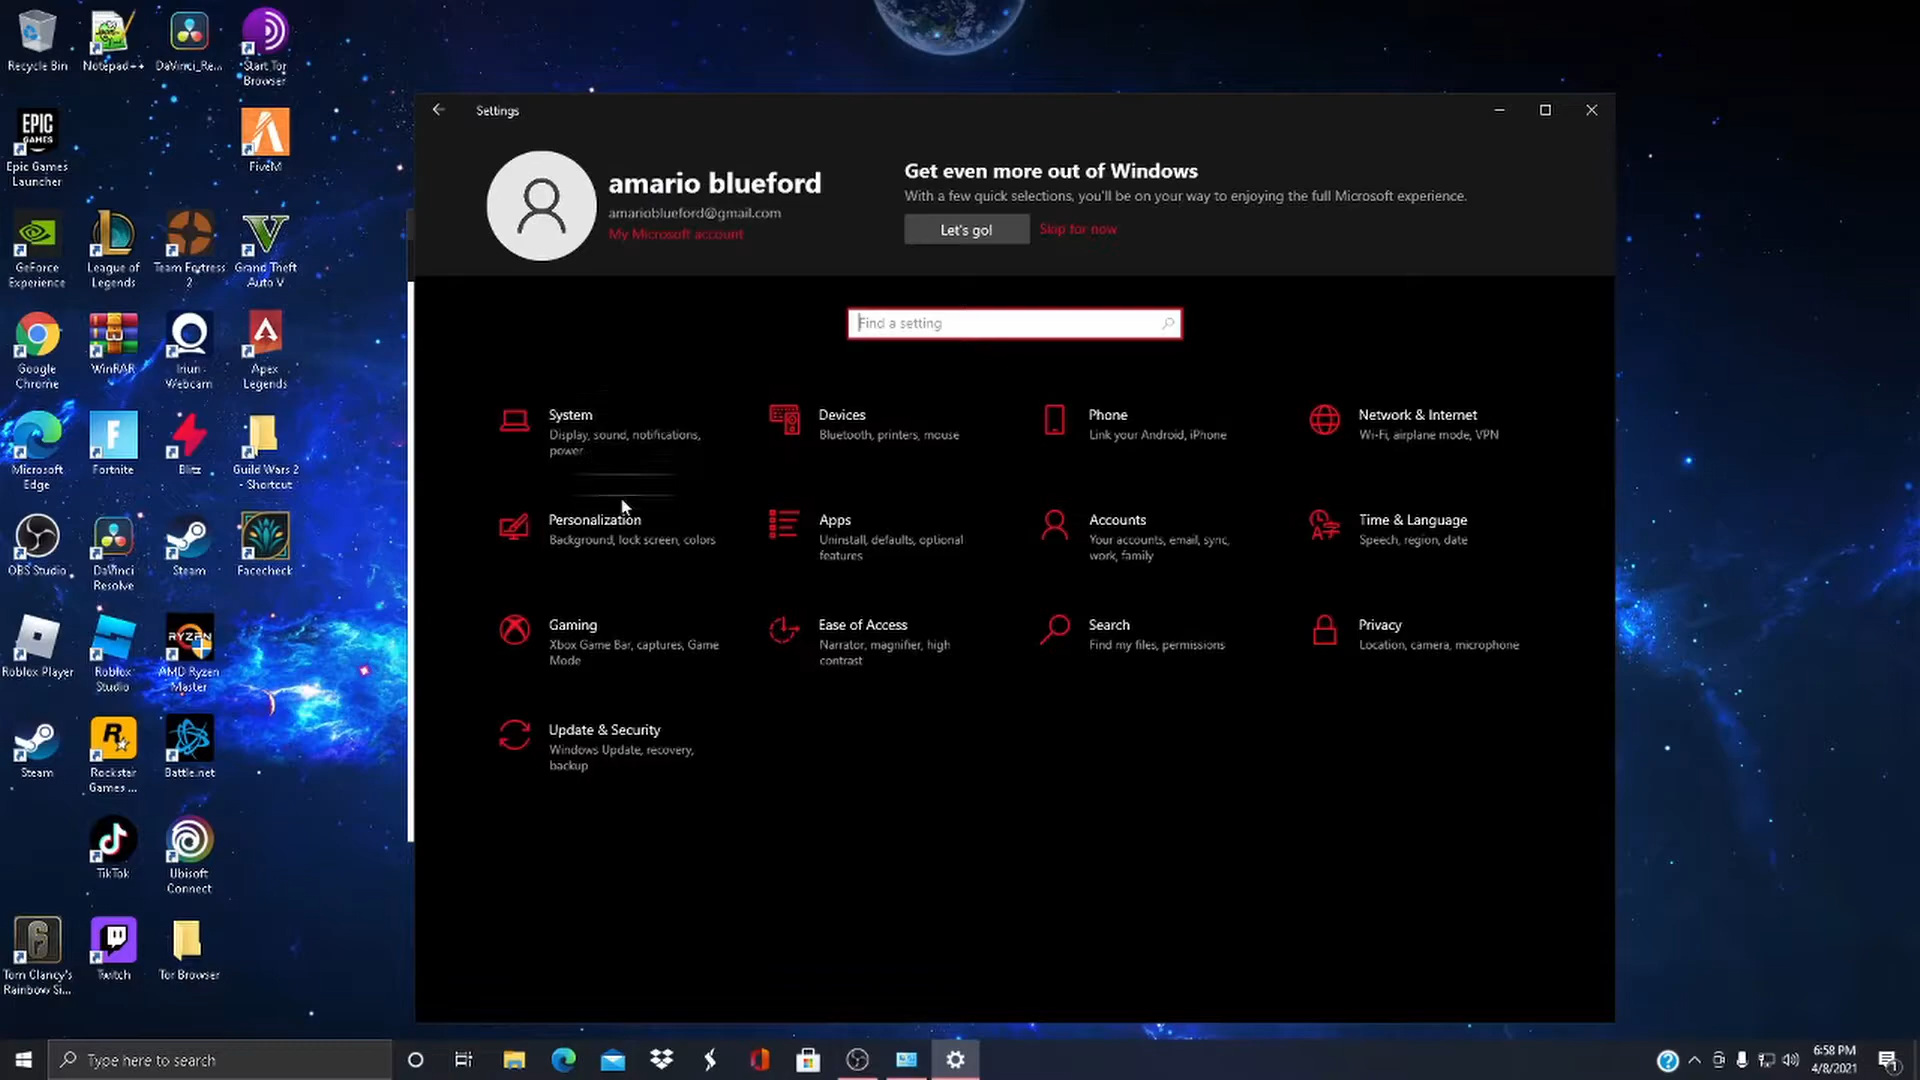 Recycle Bin
Notepad++
DaVinci_Re...
Start Tor
Browser
EPIC
GAMES
Epic Games
Launcher
FiveM
GeForce
Experience
League of
Legends
Team Fortress
2
Grand Theft
Auto V
Google
Chrome
WinRAR
Iriun
Webcam
Apex
Legends
Microsoft
Edge
F
Fortnite
Blitz
Guild Wars 2
- Shortcut
OBS Studio
DaVinci
Resolve
Steam
Facecheck
Roblox Player
Roblox
Studio
RYZEN
AMD Ryzen
Master
Steam
R
Rockstar
Games ...
Battle.net
TikTok
Ubisoft
Connect
6
Tom Clancy's
Rainbow Si...
Twitch
Tor Browser
Settings
amario blueford
amarioblueford@gmail.com
My Microsoft account
Get even more out of Windows
With a few quick selections, you'll be on your way to enjoying the full Microsoft experience.
Let's go!
Skip for now
Find a setting
System
Display, sound, notifications,
power
Devices
Bluetooth, printers, mouse
Phone
Link your Android, iPhone
Network & Internet
Wi-Fi, airplane mode, VPN
Personalization
Background, lock screen, colors
Apps
Uninstall, defaults, optional
features
Accounts
Your accounts, email, sync,
work, family
Time & Language
Speech, region, date
Gaming
Xbox Game Bar, captures, Game
Mode
Ease of Access
Narrator, magnifier, high
contrast
Search
Find my files, permissions
Privacy
Location, camera, microphone
Update & Security
Windows Update, recovery,
backup
Type here to search
6:58 PM
4/8/2021
1